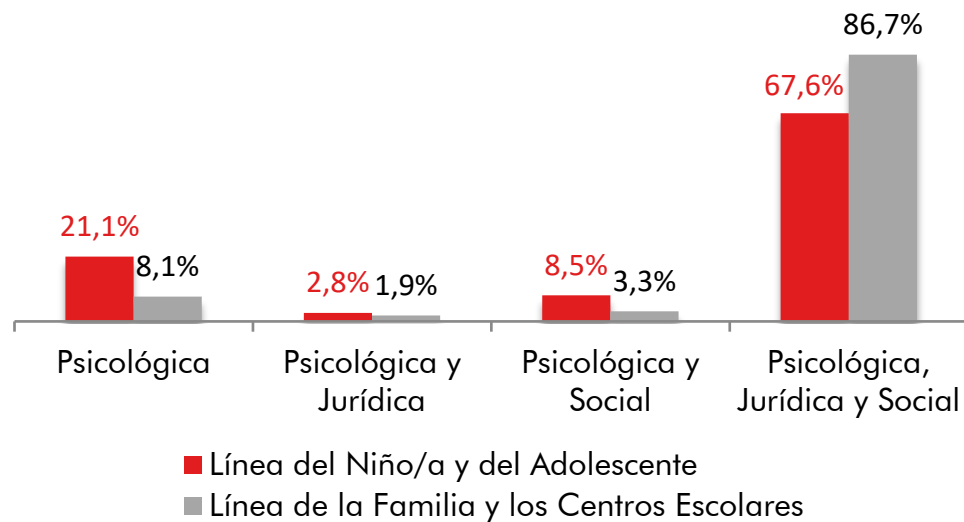 86,7%
67,6%
21,1%
8,1%
2,8%
1,9%
8,5%
3,3%
Psicológica
Psicológica y
Jurídica
Psicológica y
Social
Psicológica,
Jurídica y Social
Línea del Niño/a y del Adolescente
Línea de la Familia y los Centros Escolares